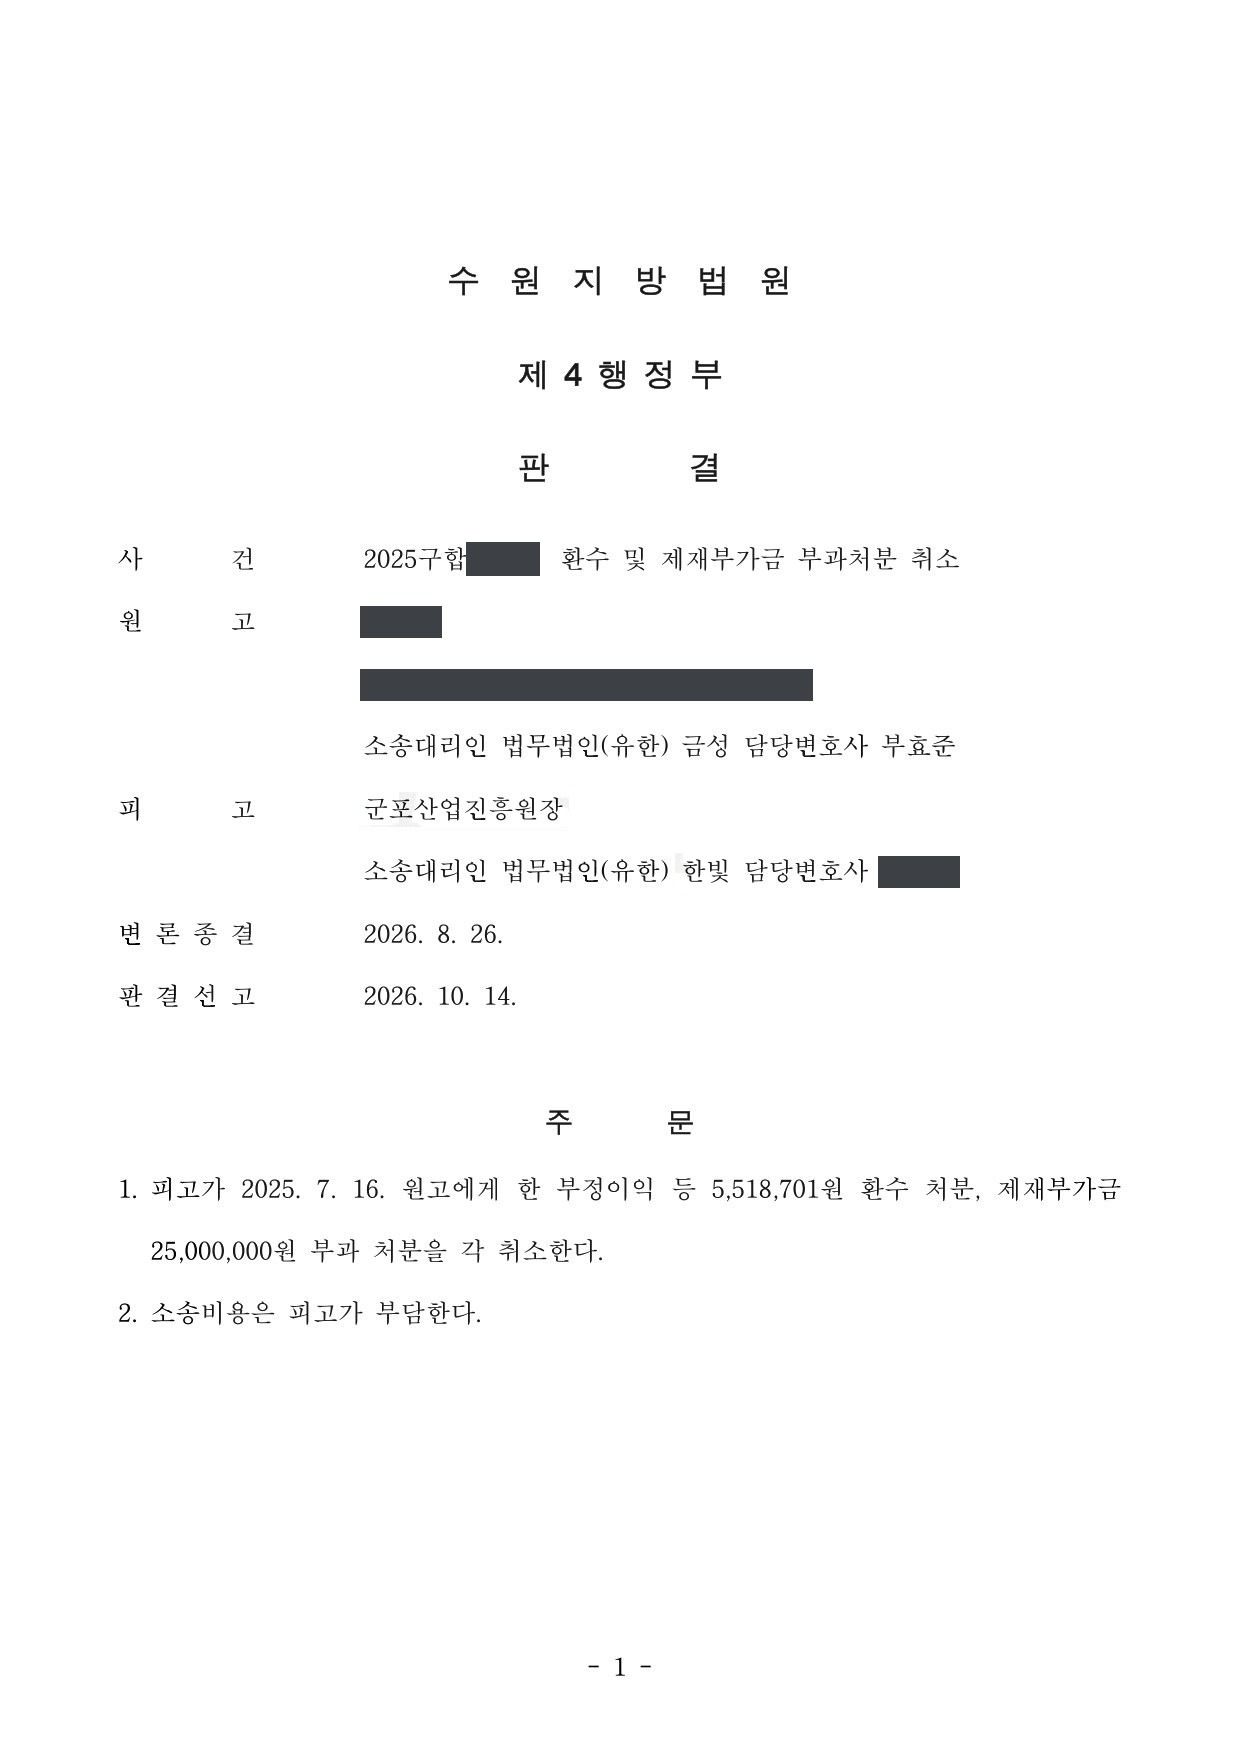 수 원 지 방 법 원
제 4 행 정 부
판 결
사 건 2025구합 환수 및 제재부가금 부과처분 취소
원 고
소송대리인 법무법인(유한) 금성 담당변호사 부효준
피 고 군포산업진흥원장
소송대리인 법무법인(유한) 한빛 담당변호사
변 론 종 결 2026. 8. 26.
판 결 선 고 2026. 10. 14.
주 문
1. 피고가 2025. 7. 16. 원고에게 한 부정이익 등 5,518,701원 환수 처분, 제재부가금
25,000,000원 부과 처분을 각 취소한다.
2. 소송비용은 피고가 부담한다.
- 1 -